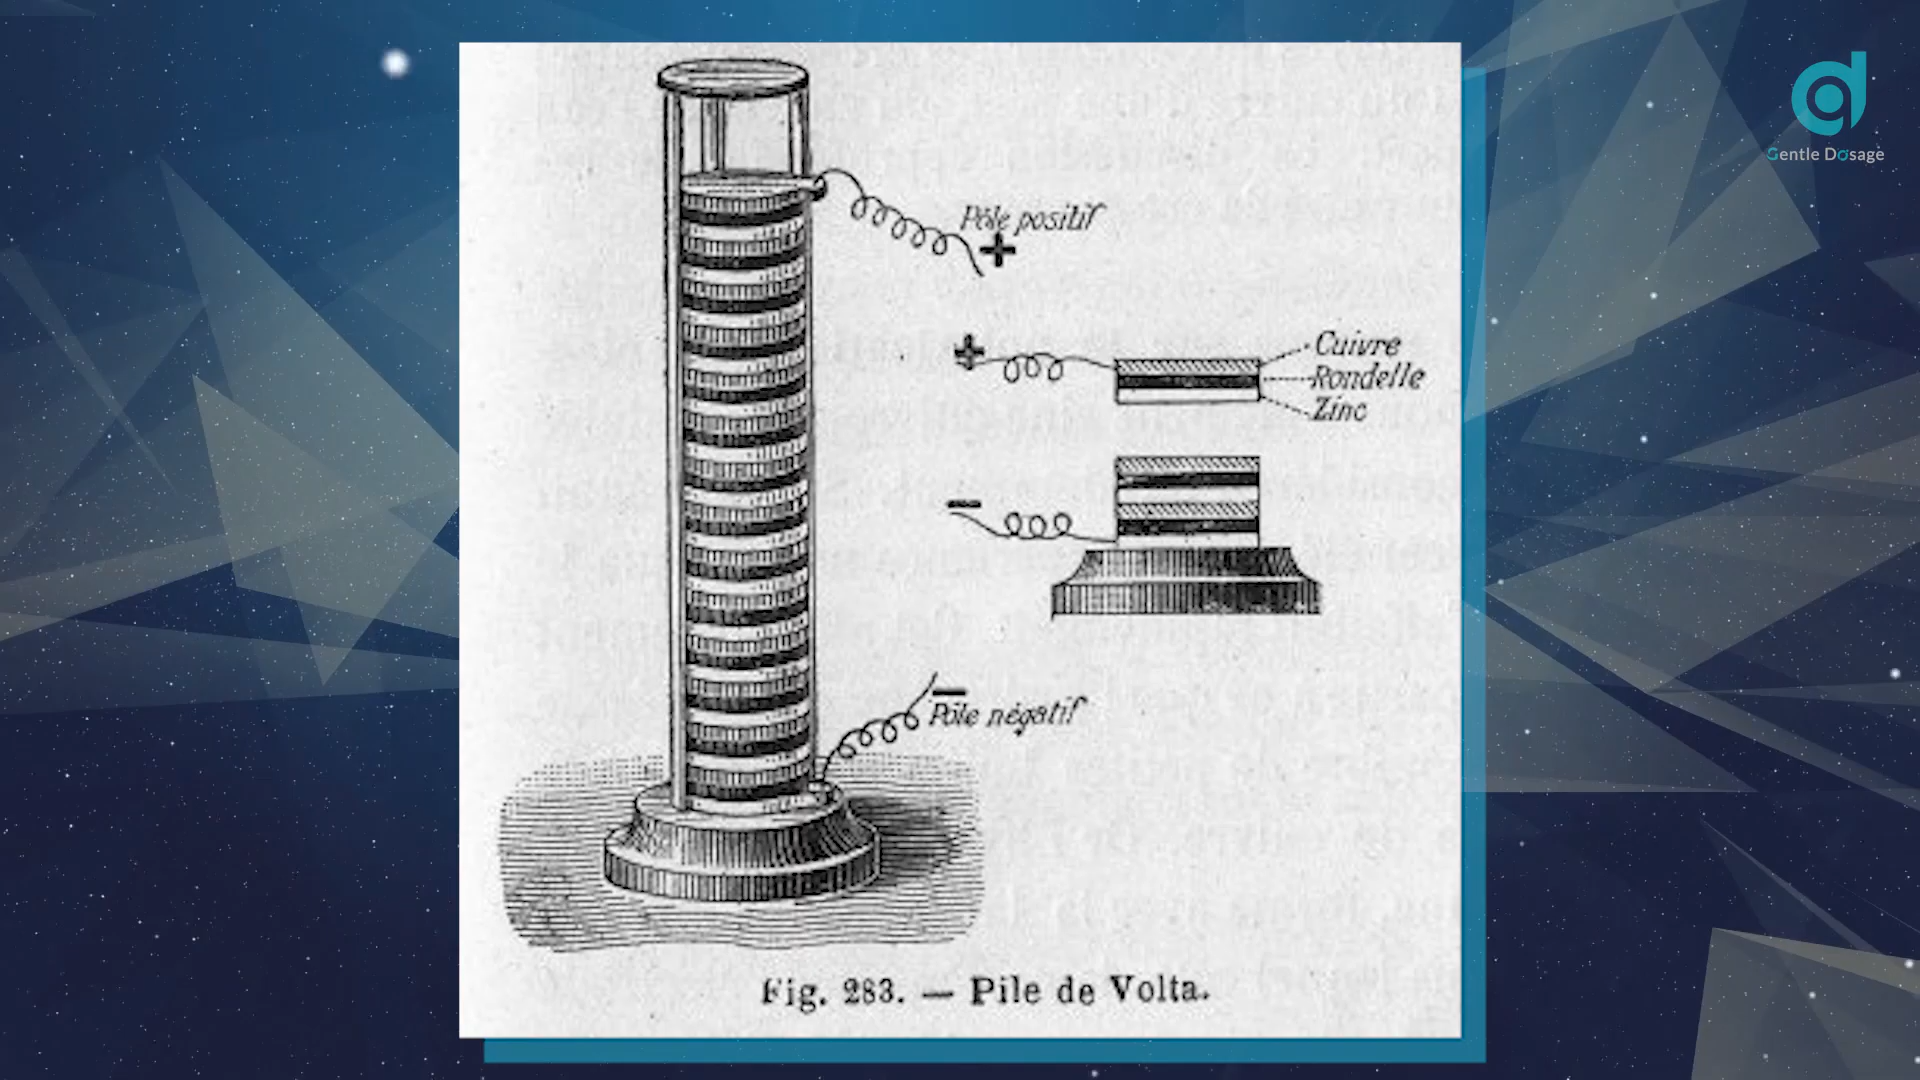 Gentle Dosage
Pôle positif
+
+
Cuivre
Rondelle
Zinc
−
−
Pôle négatif
Fig. 283. — Pile de Volta.